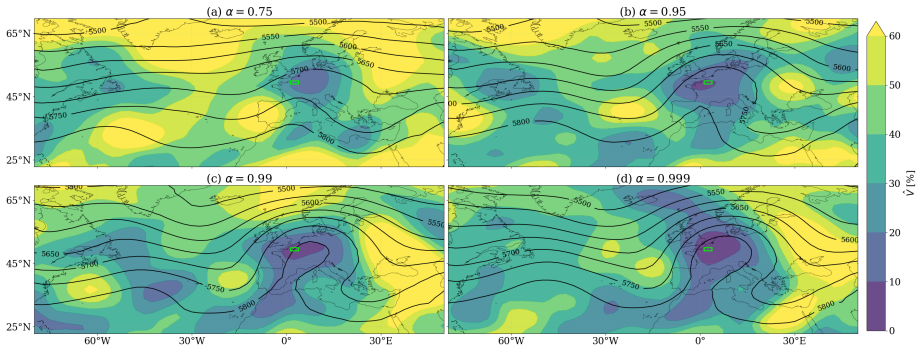 (a) α = 0.75
(b) α = 0.95
65°N
45°N
25°N
5500
5550
5600
5650
5700
5750
5800
5500
5550
5650
5600
5800
5750
00
(c) α = 0.99
(d) α = 0.999
65°N
45°N
25°N
5500
5600
5550
5650
5700
5750
5800
5500
5550
5650
5600
5700
5750
5800
60°W
30°W
0°
30°E
60°W
30°W
0°
30°E
60
50
40
30
20
10
0
V̂ [%]